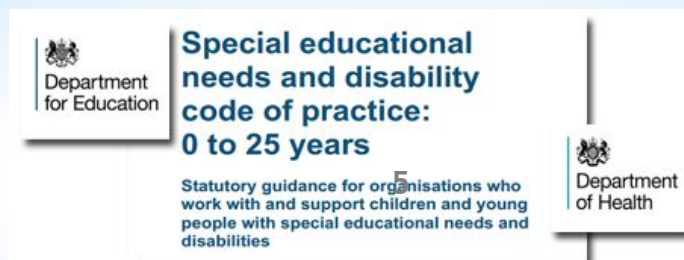 Department
for Education
Special educational
needs and disability
code of practice:
0 to 25 years
Statutory guidance for organisations who
work with and support children and young
people with special educational needs and
disabilities
5
Department
of Health